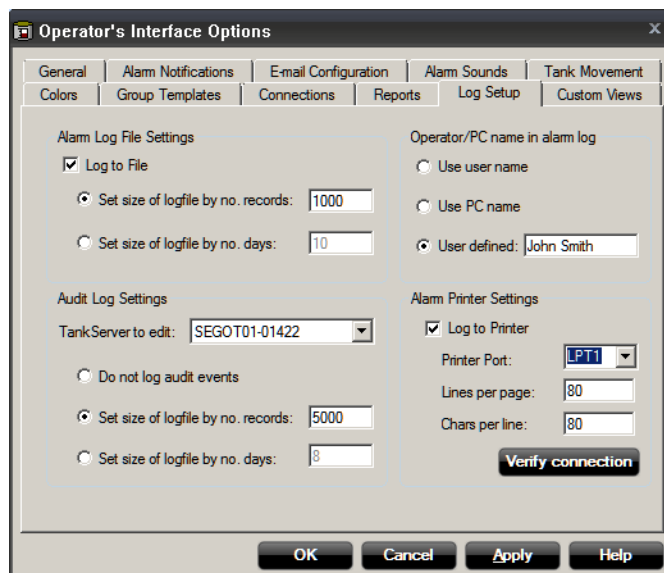 Operator's Interface Options
x
General Alarm Notifications E-mail Configuration Alarm Sounds Tank Movement
Colors Group Templates Connections Reports Log Setup Custom Views
Alarm Log File Settings
Log to File
Set size of logfile by no. records: 1000
Set size of logfile by no. days: 10
Operator/PC name in alarm log
Use user name
Use PC name
User defined: John Smith
Audit Log Settings
TankServer to edit: SEGOT01-01422
Do not log audit events
Set size of logfile by no. records: 5000
Set size of logfile by no. days: 8
Alarm Printer Settings
Log to Printer
Printer Port: LPT1
Lines per page: 80
Chars per line: 80
Verify connection
OK Cancel Apply Help